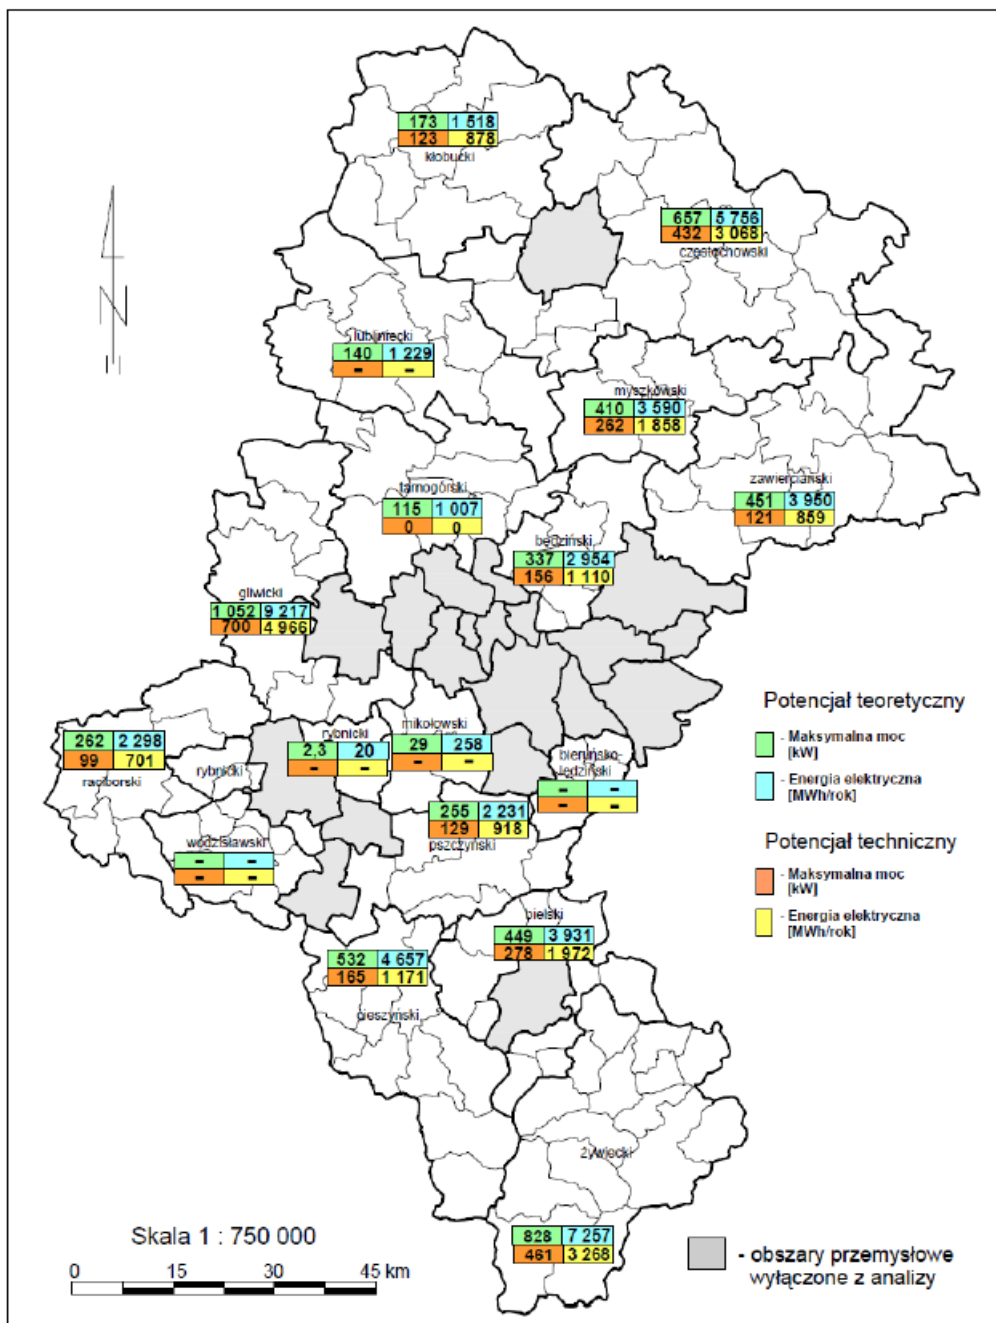 173 1 518
123 878
kłobucki
657 5 756
432 3 068
częstochowski
N
lubliniecki
140 1 229
- -
myszkowski
410 3 590
262 1 858
zawierciański
451 3 950
121 859
tarnogórski
115 1 007
0 0
będziński
337 2 954
156 1 110
gliwicki
1 052 9 217
700 4 966
262 2 298
99 701
raciborski
rybnicki
rybnicki
2,3 20
- -
mikołowski
29 258
- -
bieruńsko-
lędziński
- -
- -
255 2 231
129 918
pszczyński
wodzisławski
- -
- -
bielski
449 3 931
278 1 972
532 4 657
165 1 171
cieszyński
żywiecki
828 7 257
461 3 268
Potencjał teoretyczny
- Maksymalna moc
[kW]
- Energia elektryczna
[MWh/rok]
Potencjał techniczny
- Maksymalna moc
[kW]
- Energia elektryczna
[MWh/rok]
Skala 1 : 750 000
0 15 30 45 km
- obszary przemysłowe
wyłączone z analizy